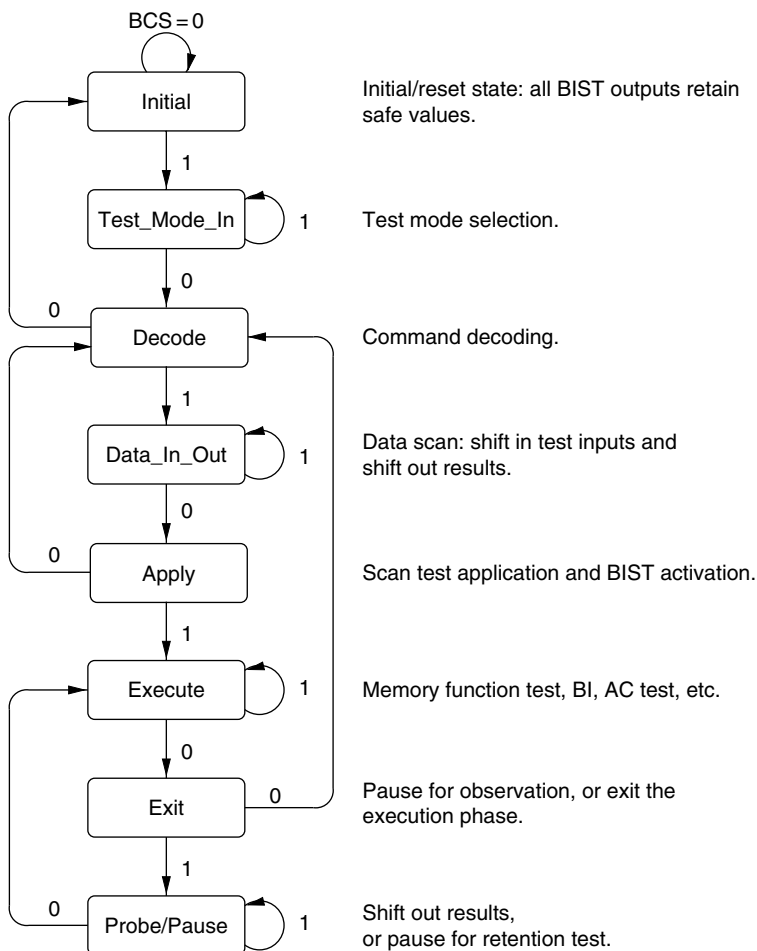 BCS = 0
Initial
Initial/reset state: all BIST outputs retain
safe values.
1
Test_Mode_In
1
Test mode selection.
0
0
Decode
Command decoding.
1
Data_In_Out
1
Data scan: shift in test inputs and
shift out results.
0
0
Apply
Scan test application and BIST activation.
1
Execute
1
Memory function test, BI, AC test, etc.
0
Exit
0
Pause for observation, or exit the
execution phase.
1
0
Probe/Pause
1
Shift out results,
or pause for retention test.